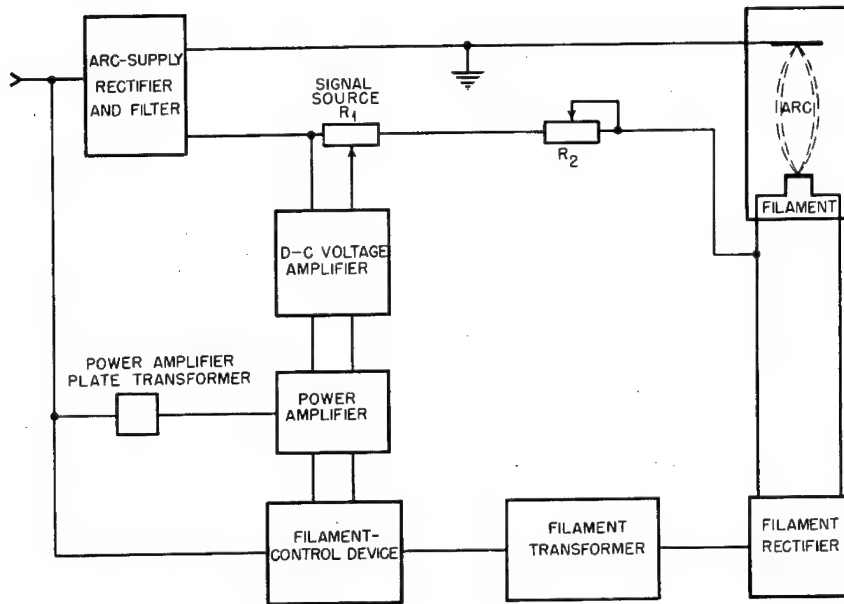 ARC-SUPPLY
RECTIFIER
AND FILTER
SIGNAL
SOURCE
R1
R2
ARC
FILAMENT
D-C VOLTAGE
AMPLIFIER
POWER AMPLIFIER
PLATE TRANSFORMER
POWER
AMPLIFIER
FILAMENT-
CONTROL DEVICE
FILAMENT
TRANSFORMER
FILAMENT
RECTIFIER